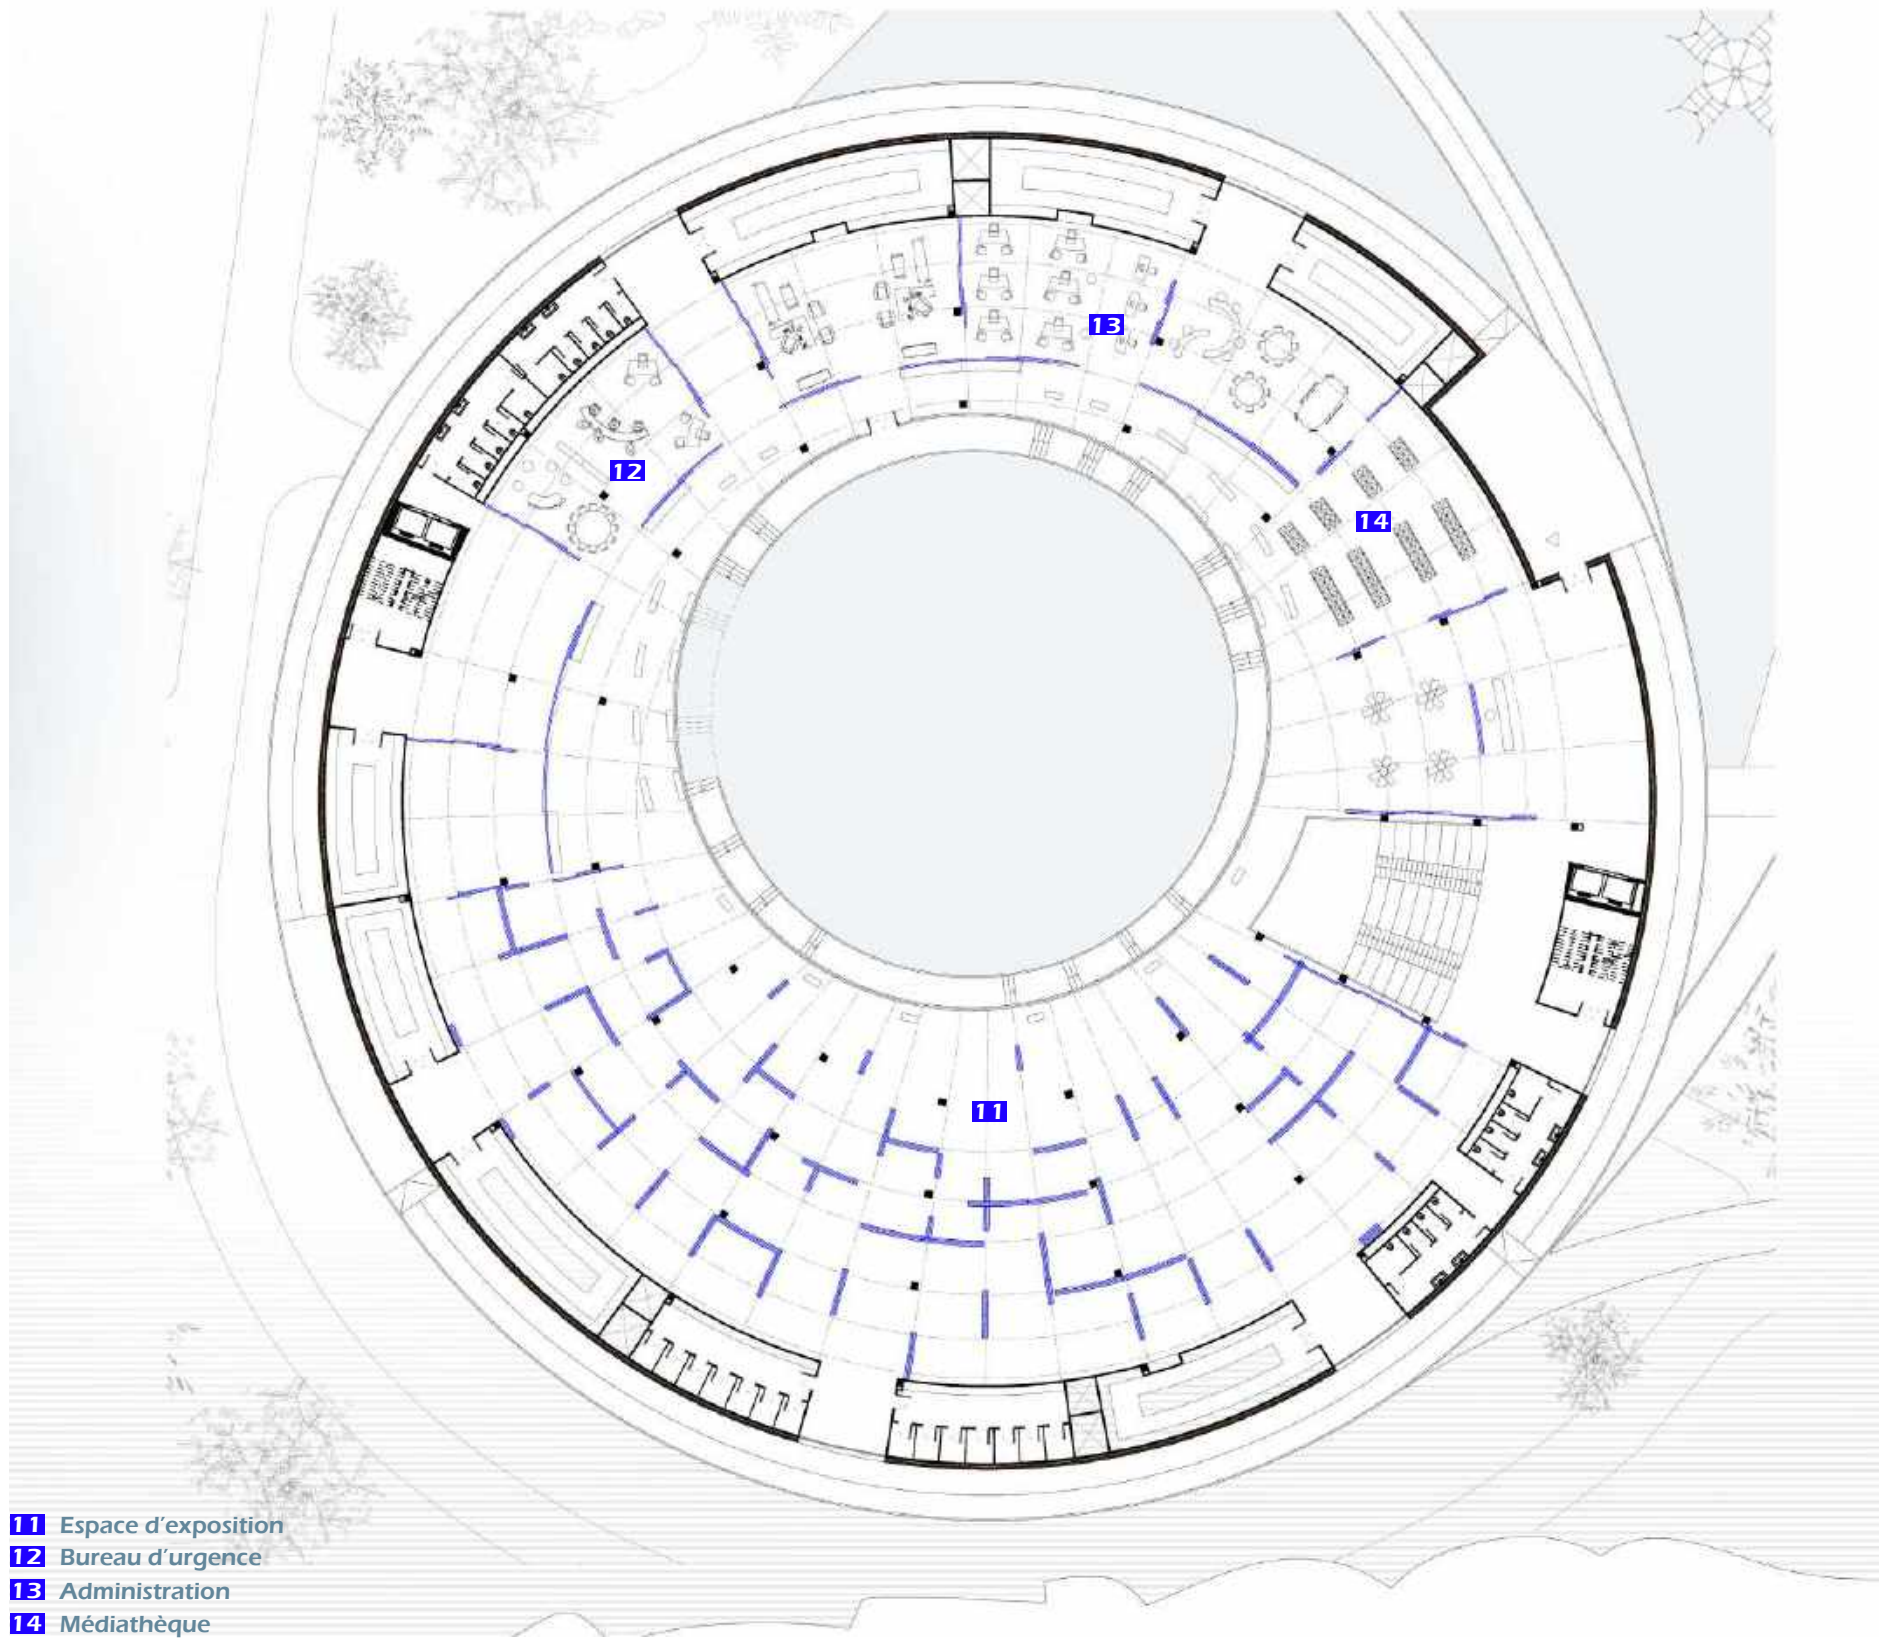 13
12
14
11
11 Espace d’exposition
12 Bureau d’urgence
13 Administration
14 Médiathèque